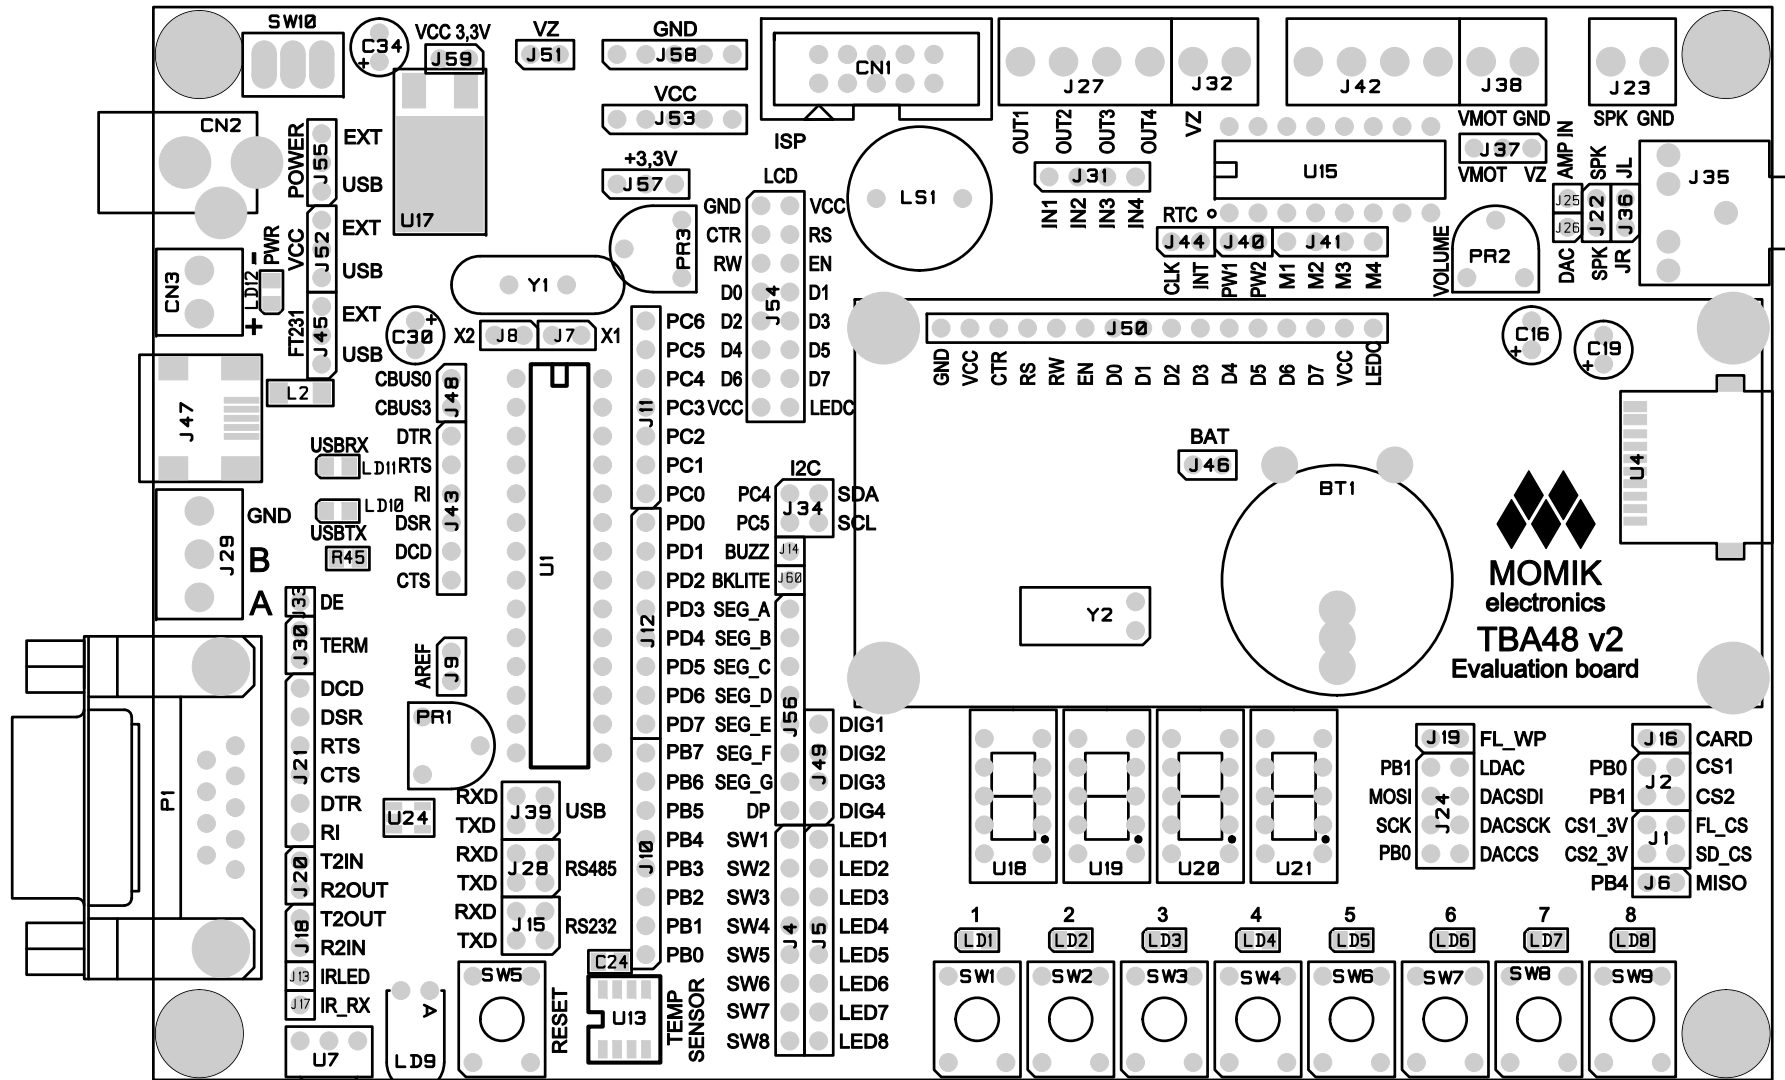 SW10
C34
VCC 3,3V
J59
VZ
J51
GND
J58
VCC
J53
CN1
ISP
J27
J32
OUT1
OUT2
OUT3
OUT4
VZ
J42
J38
VMOT GND
J37
VMOT VZ
J23
SPK GND
CN2
POWER
J55
EXT
USB
U17
+3,3V
J57
LCD
LS1
J31
IN1
IN2
IN3
IN4
U15
AMP IN
SPK
JL
J25
J26
J22
J36
DAC
SPK
JR
J35
VCC
J52
EXT
USB
PWR
LD12
-
+
CN3
FT231
J45
EXT
USB
PR3
GND VCC
CTR RS
RW EN
D0 D1
D2 D3
D4 D5
D6 D7
VCC LEDC
J54
RTC
J44
J40
J41
CLK
INT
PW1
PW2
M1
M2
M3
M4
VOLUME
PR2
Y1
C30
X2
J8
J7
X1
J50
GND
VCC
CTR
RS
RW
EN
D0
D1
D2
D3
D4
D5
D6
D7
VCC
LEDC
C16
C19
L2
J47
CBUS0
CBUS3
J48
USBRX
LD11
LD10
USBTX
R45
DTR
RTS
RI
DSR
DCD
CTS
J43
U1
PC6
PC5
PC4
PC3
PC2
PC1
PC0
J11
BAT
J46
BT1
U4
I2C
PC4 SDA
PC5 SCL
J34
GND
B
A
J29
BUZZ J14
BKLITE J60
PD0
PD1
PD2
PD3
PD4
PD5
PD6
PD7
J12
SEG_A
SEG_B
SEG_C
SEG_D
SEG_E
SEG_F
SEG_G
DP
J56
DIG1
DIG2
DIG3
DIG4
J49
Y2
MOMIK
electronics
TBA48 v2
Evaluation board
J33
DE
J30
TERM
AREF
J9
PR1
P1
DCD
DSR
RTS
CTS
DTR
RI
J21
U24
T2IN
R2OUT
J20
T2OUT
R2IN
J18
J13 IRLED
J17 IR_RX
U7
A
LD9
RXD
TXD
J39
USB
RXD
TXD
J28
RS485
RXD
TXD
J15
RS232
PB7
PB6
PB5
PB4
PB3
PB2
PB1
PB0
J10
SW1 LED1
SW2 LED2
SW3 LED3
SW4 LED4
SW5 LED5
SW6 LED6
SW7 LED7
SW8 LED8
J4
J5
SW5
RESET
C24
U13
TEMP
SENSOR
U18
U19
U20
U21
J19 FL_WP
PB1 LDAC
MOSI DACSDI
SCK DACSCK
PB0 DACCS
J24
J16 CARD
PB0 CS1
PB1 CS2
J2
CS1_3V FL_CS
CS2_3V SD_CS
J1
PB4 J6 MISO
1 2 3 4 5 6 7 8
LD1 LD2 LD3 LD4 LD5 LD6 LD7 LD8
SW1 SW2 SW3 SW4 SW6 SW7 SW8 SW9